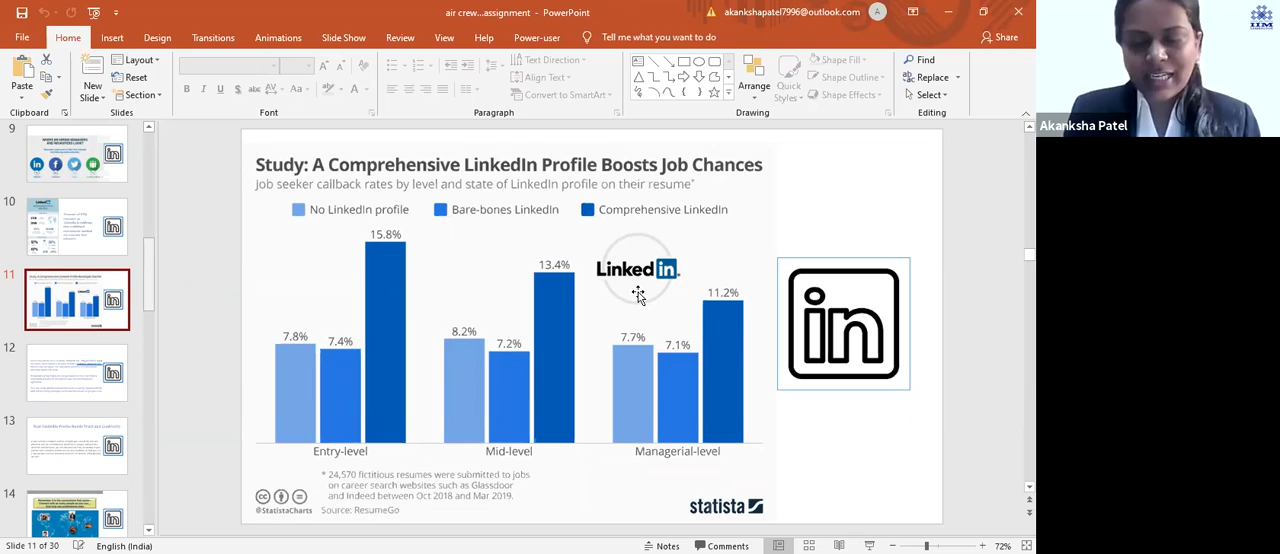 air crew...assignment - PowerPoint
akankshapatel7996@outlook.com
A
File Home Insert Design Transitions Animations Slide Show Review View Help Power-user Tell me what you want to do
Share
Paste
New Slide
Layout
Reset
Section
B I U S abc AV Aa A
Text Direction
Align Text
Convert to SmartArt
Arrange
Quick Styles
Shape Fill
Shape Outline
Shape Effects
Find
Replace
Select
Clipboard Slides Font Paragraph Drawing Editing
IIM
Akanksha Patel
9
10
11
12
13
14
Study: A Comprehensive LinkedIn Profile Boosts Job Chances
Job seeker callback rates by level and state of LinkedIn profile on their resume*
No LinkedIn profile Bare-bones LinkedIn Comprehensive LinkedIn
15.8%
13.4%
LinkedIn
11.2%
7.8% 7.4%
8.2% 7.2%
7.7% 7.1%
in
Entry-level Mid-level Managerial-level
* 24,570 fictitious resumes were submitted to jobs
on career search websites such as Glassdoor
and Indeed between Oct 2018 and Mar 2019.
@StatistaCharts Source: ResumeGo
statista
Slide 11 of 30 English (India)
Notes Comments
72%